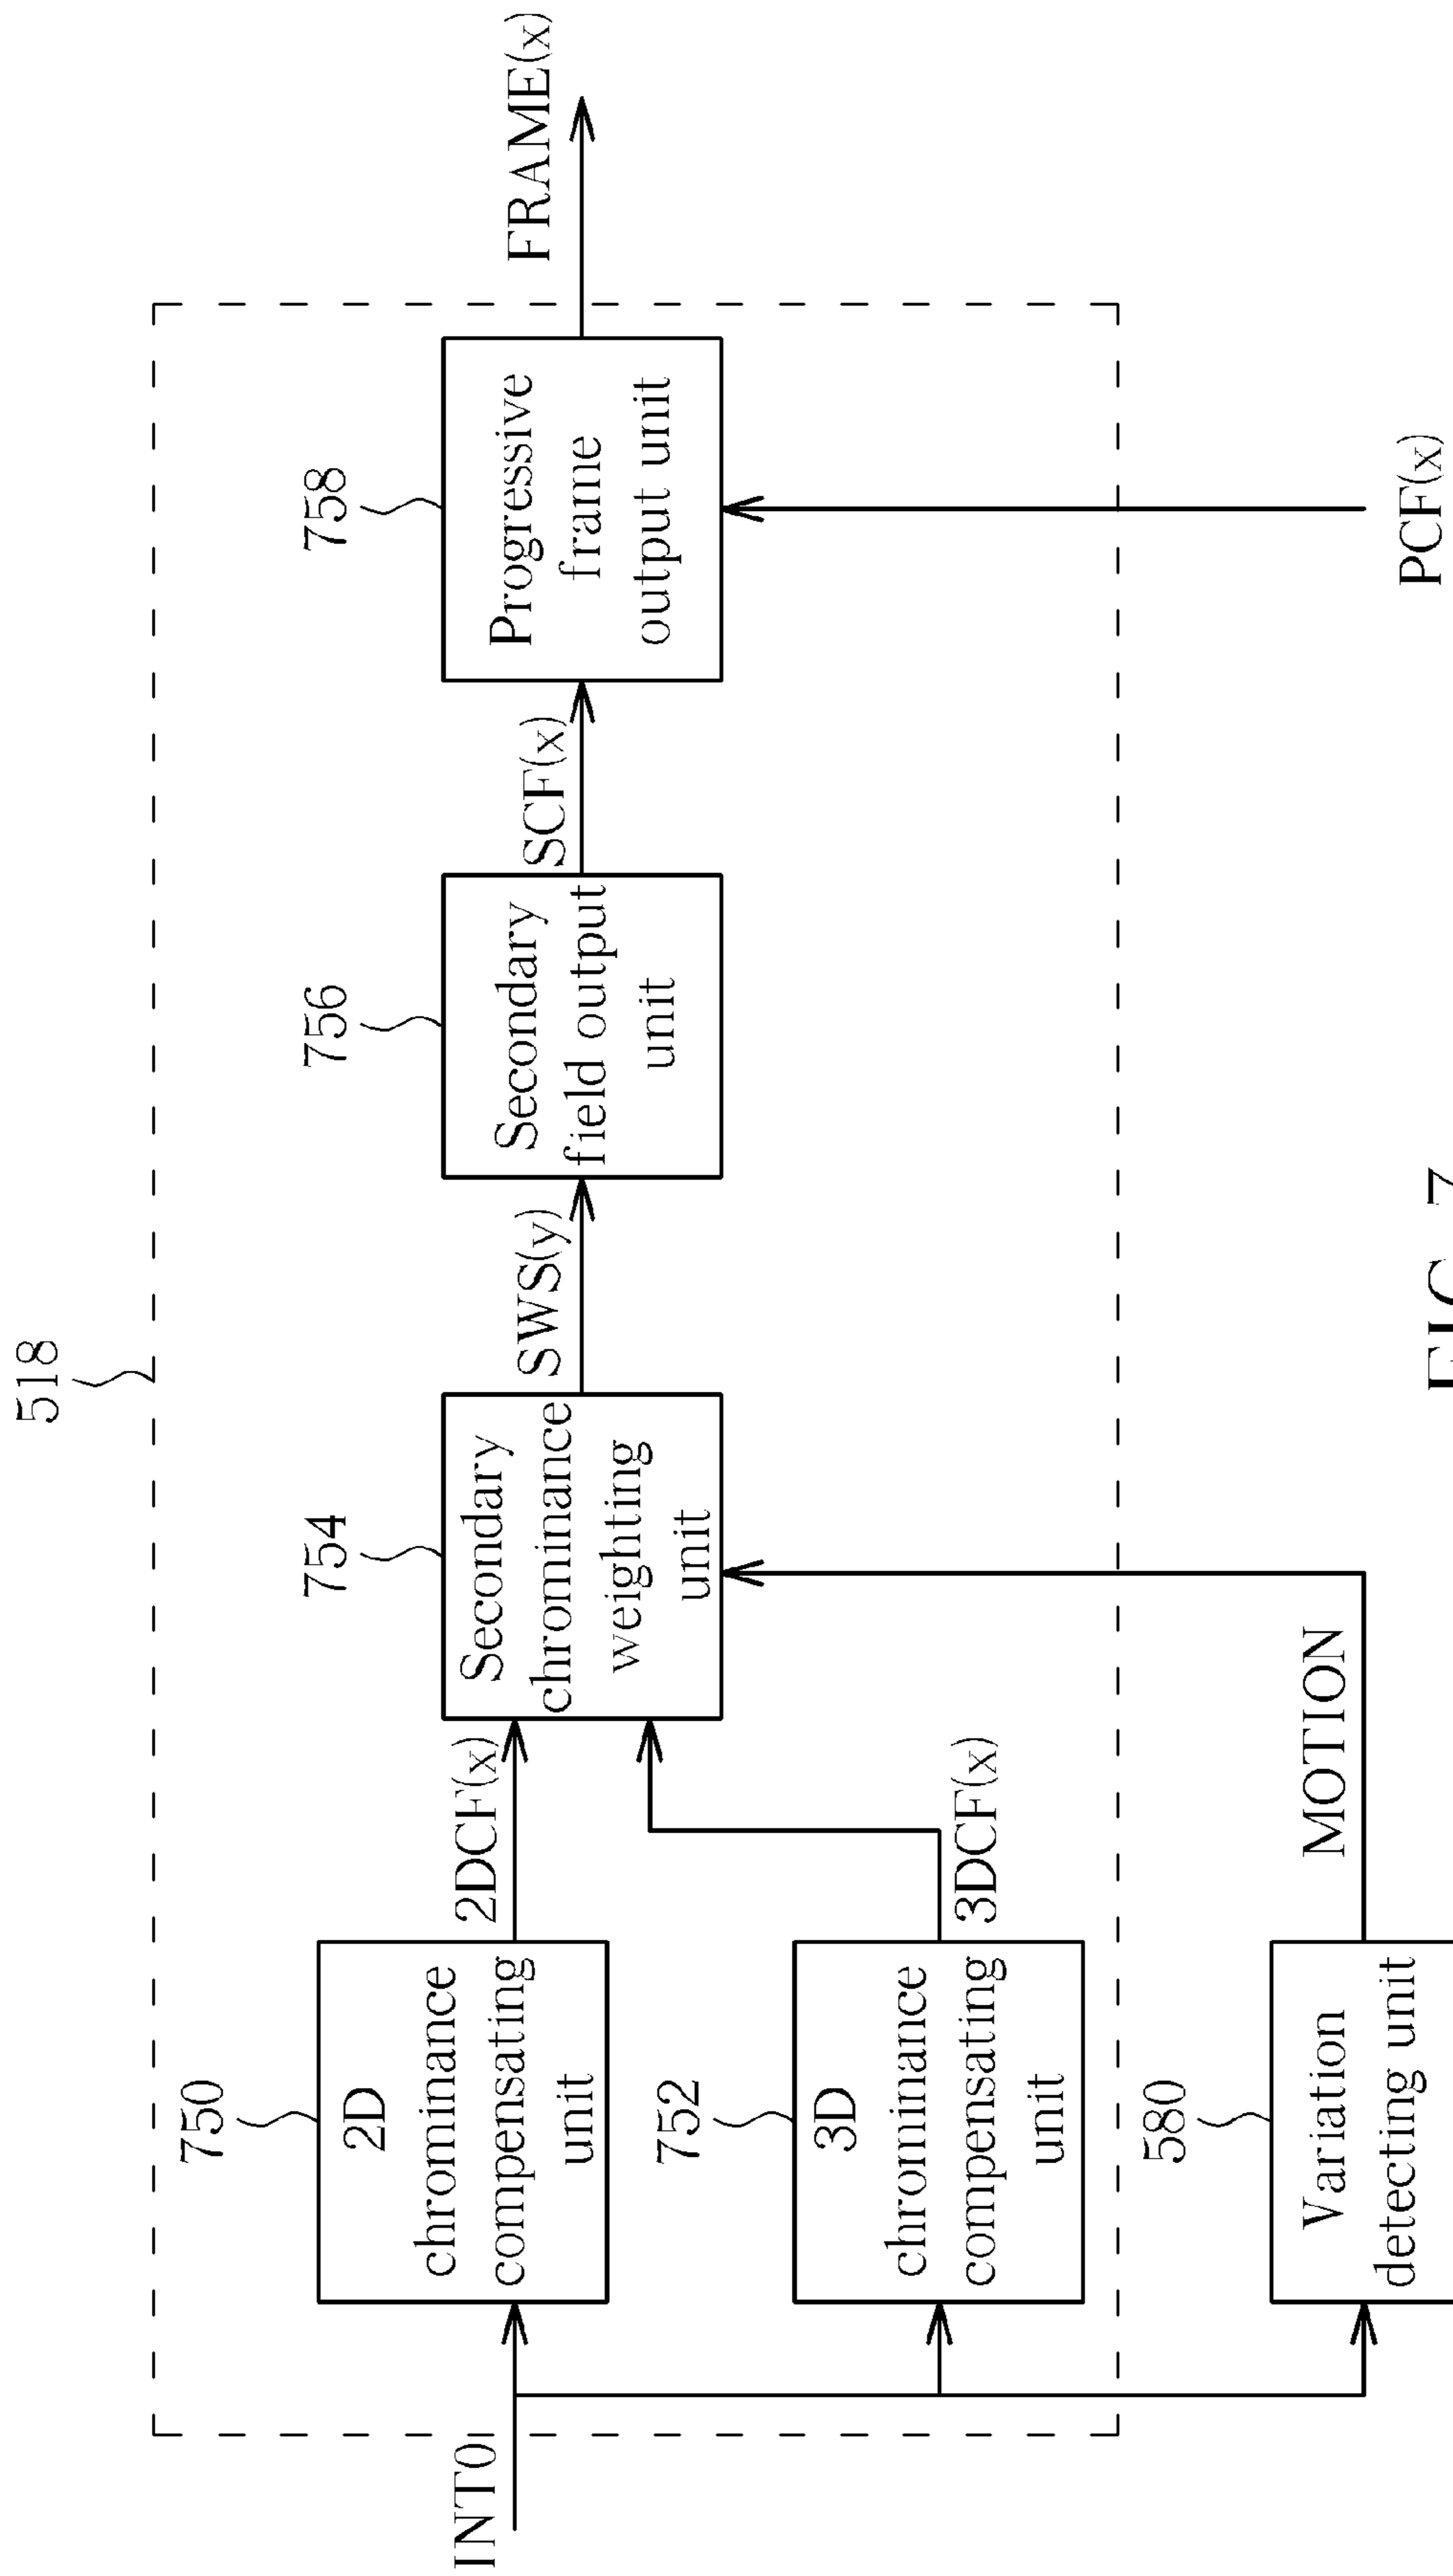 518
750
2D
chrominance
compensating
unit
752
3D
chrominance
compensating
unit
580
Variation
detecting unit
INT0
2DCF(x)
3DCF(x)
MOTION
754
Secondary
chrominance
weighting
unit
SWS(y)
756
Secondary
field output
unit
SCF(x)
758
Progressive
frame
output unit
FRAME(x)
PCF(x)
FIG. 7